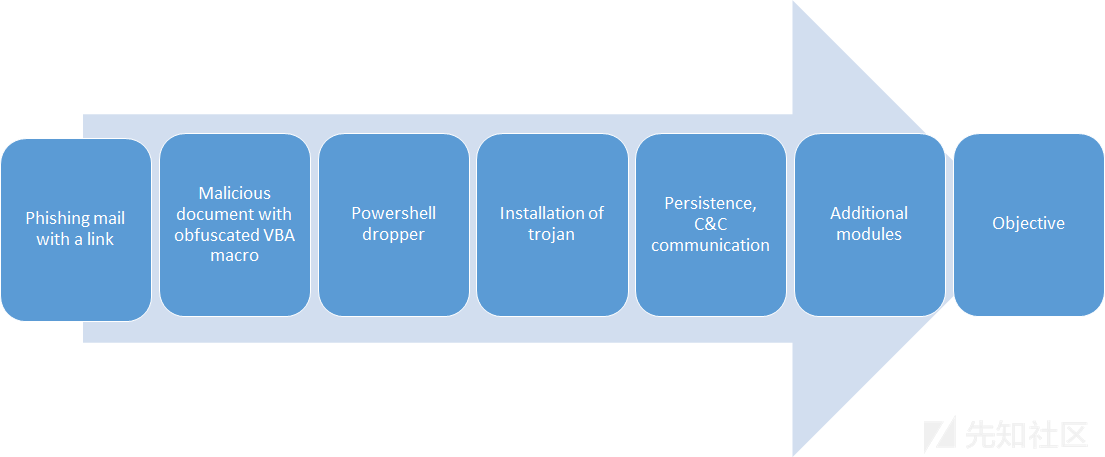 Phishing mail
with a link
Malicious
document with
obfuscated VBA
macro
Powershell
dropper
Installation of
trojan
Persistence,
C&C
communication
Additional
modules
Objective
先知社区